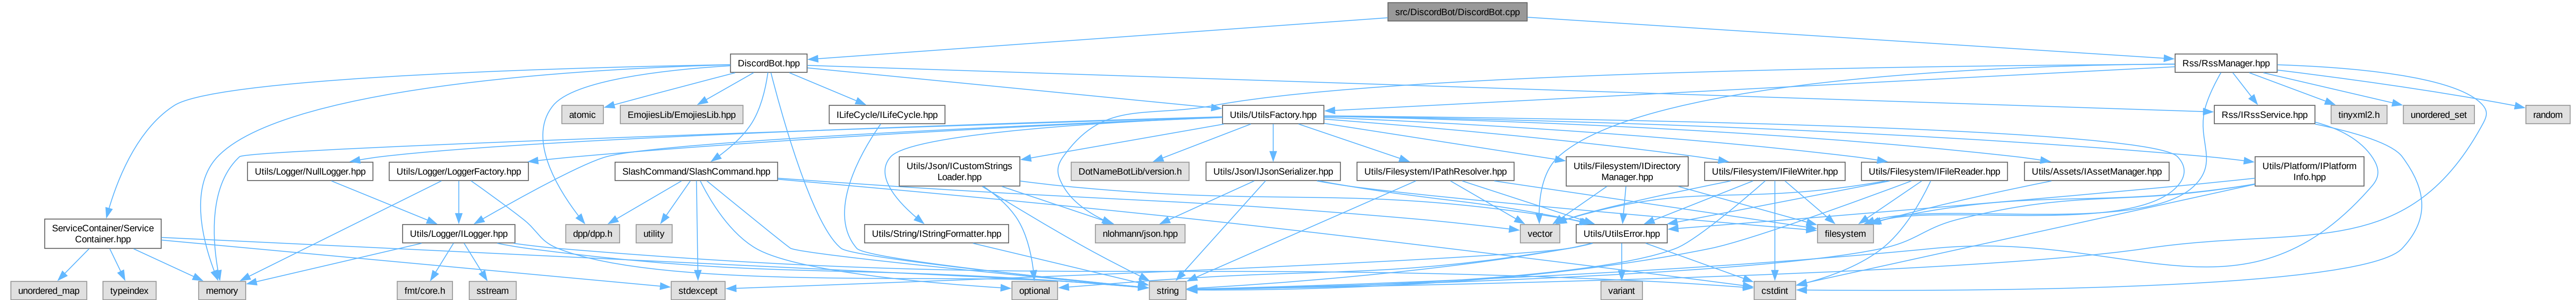 src/DiscordBot/DiscordBot.cpp
DiscordBot.hpp
Rss/RssManager.hpp
atomic
EmojiesLib/EmojiesLib.hpp
ILifeCycle/ILifeCycle.hpp
Utils/UtilsFactory.hpp
Rss/IRssService.hpp
tinyxml2.h
unordered_set
random
Utils/Logger/NullLogger.hpp
Utils/Logger/LoggerFactory.hpp
SlashCommand/SlashCommand.hpp
Utils/Json/ICustomStrings
Loader.hpp
DotNameBotLib/version.h
Utils/Json/IJsonSerializer.hpp
Utils/Filesystem/IPathResolver.hpp
Utils/Filesystem/IDirectory
Manager.hpp
Utils/Filesystem/IFileWriter.hpp
Utils/Filesystem/IFileReader.hpp
Utils/Assets/IAssetManager.hpp
Utils/Platform/IPlatform
Info.hpp
ServiceContainer/Service
Container.hpp
Utils/Logger/ILogger.hpp
dpp/dpp.h
utility
Utils/String/IStringFormatter.hpp
nlohmann/json.hpp
vector
Utils/UtilsError.hpp
filesystem
unordered_map
typeindex
memory
fmt/core.h
sstream
stdexcept
optional
string
variant
cstdint